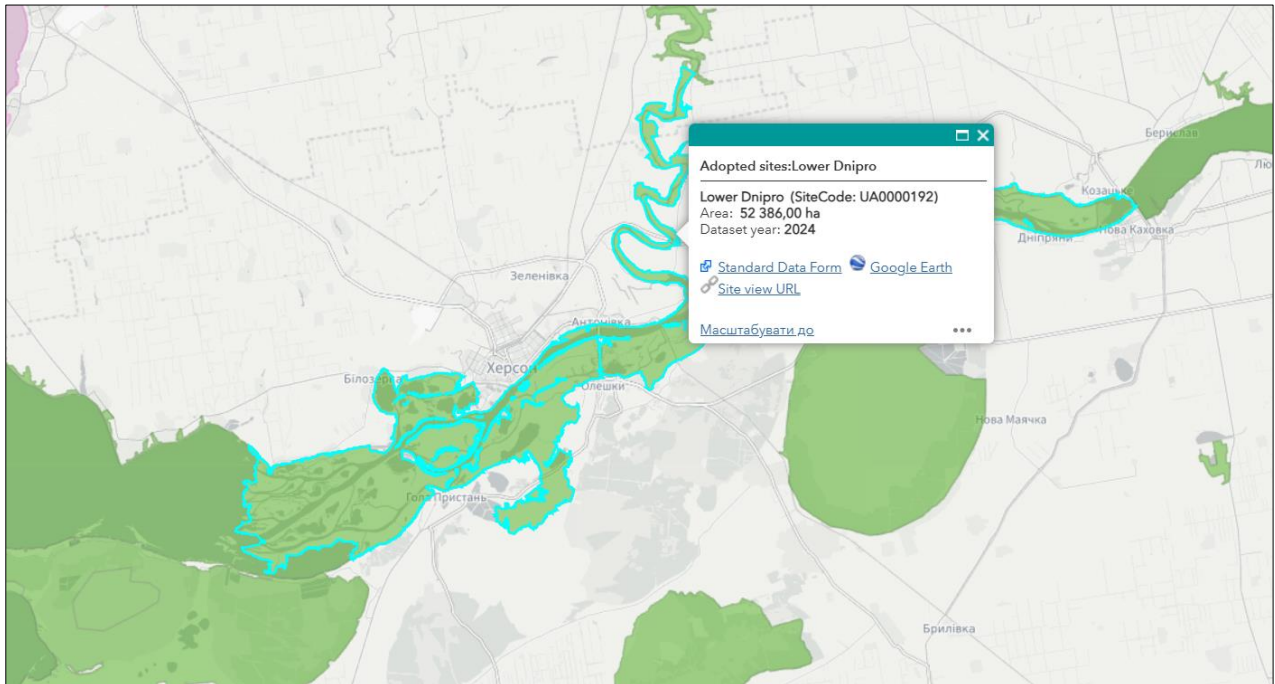 Берислав
Лю
Козацьке
Нова Каховка
Дніпряни
Adopted sites:Lower Dnipro
Lower Dnipro (SiteCode: UA0000192)
Area: 52 386,00 ha
Dataset year: 2024
Standard Data Form Google Earth
Site view URL
Масштабувати до
Зеленівка
Антонівка
Херсон
Білозерка
Олешки
Нова Маячка
Гола Пристань
Брилівка